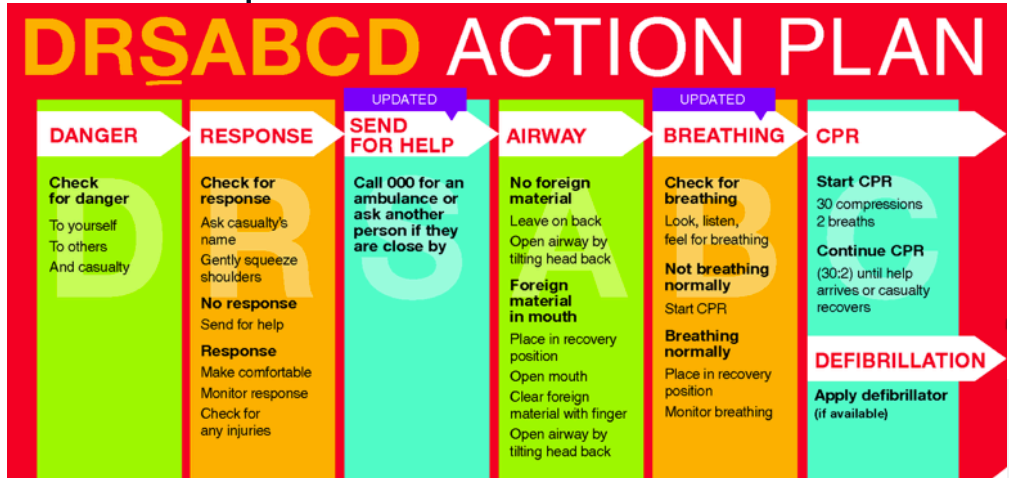 DRSABCD ACTION PLAN
DANGER
Check
for danger
To yourself
To others
And casualty
D
RESPONSE
Check for
response
Ask casualty's
name
Gently squeeze
shoulders
No response
Send for help
Response
Make comfortable
Monitor response
Check for
any injuries
R
UPDATED
SEND
FOR HELP
Call 000 for an
ambulance or
ask another
person if they
are close by
S
AIRWAY
No foreign
material
Leave on back
Open airway by
tilting head back
Foreign
material
in mouth
Place in recovery
position
Open mouth
Clear foreign
material with finger
Open airway by
tilting head back
A
UPDATED
BREATHING
Check for
breathing
Look, listen,
feel for breathing
Not breathing
normally
Start CPR
Breathing
normally
Place in recovery
position
Monitor breathing
B
CPR
Start CPR
30 compressions
2 breaths
Continue CPR
(30:2) until help
arrives or casualty
recovers
C
DEFIBRILLATION
Apply defibrillator
(if available)